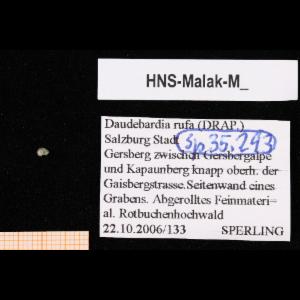 HNS-Malak-M_
Daudebardia rufa (DRAP.)
Salzburg Stadt sp.35,293
Gersberg zwischen Gersbergalpe
und Kapaunberg knapp oberh. der
Gaisbergstrasse.Seitenwand eines
Grabens. Abgerolltes Feinmateri=
al. Rotbuchenhochwald
22.10.2006/133 SPERLING